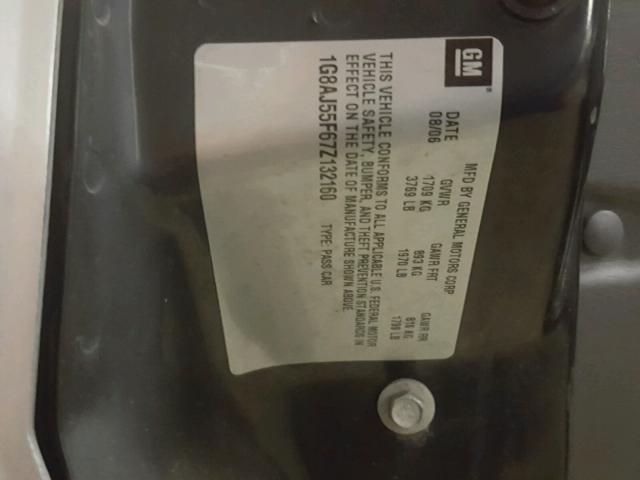 GM
MFD BY GENERAL MOTORS CORP
DATE GVWR GAWR FRT GAWR RR
08/06 1709 KG 893 KG 816 KG
3769 LB 1970 LB 1799 LB
THIS VEHICLE CONFORMS TO ALL APPLICABLE U.S. FEDERAL MOTOR
VEHICLE SAFETY, BUMPER, AND THEFT PREVENTION STANDARDS IN
EFFECT ON THE DATE OF MANUFACTURE SHOWN ABOVE.
1G8AJ55F67Z132160 TYPE: PASS CAR